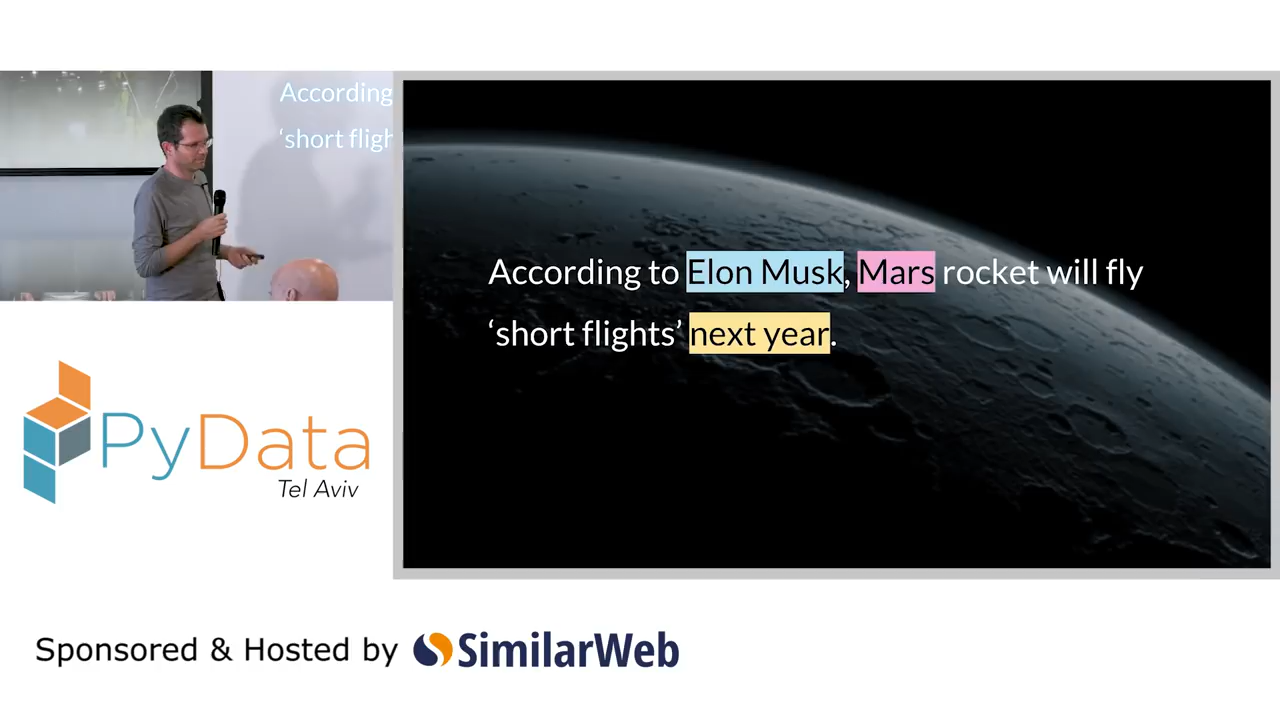 According
'short fligh
According to Elon Musk, Mars rocket will fly
‘short flights’ next year.
PyData
Tel Aviv
Sponsored & Hosted by SimilarWeb